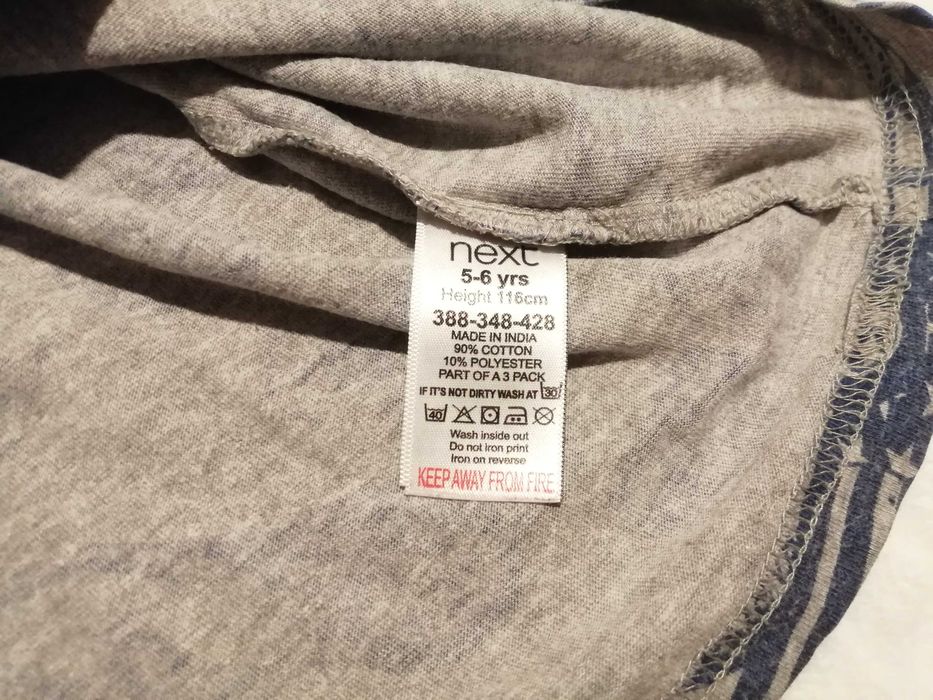 next
5-6 yrs
Height 116cm
388-348-428
MADE IN INDIA
90% COTTON
10% POLYESTER
PART OF A 3 PACK
IF IT'S NOT DIRTY WASH AT 30
40
Wash inside out
Do not iron print
Iron on reverse
KEEP AWAY FROM FIRE